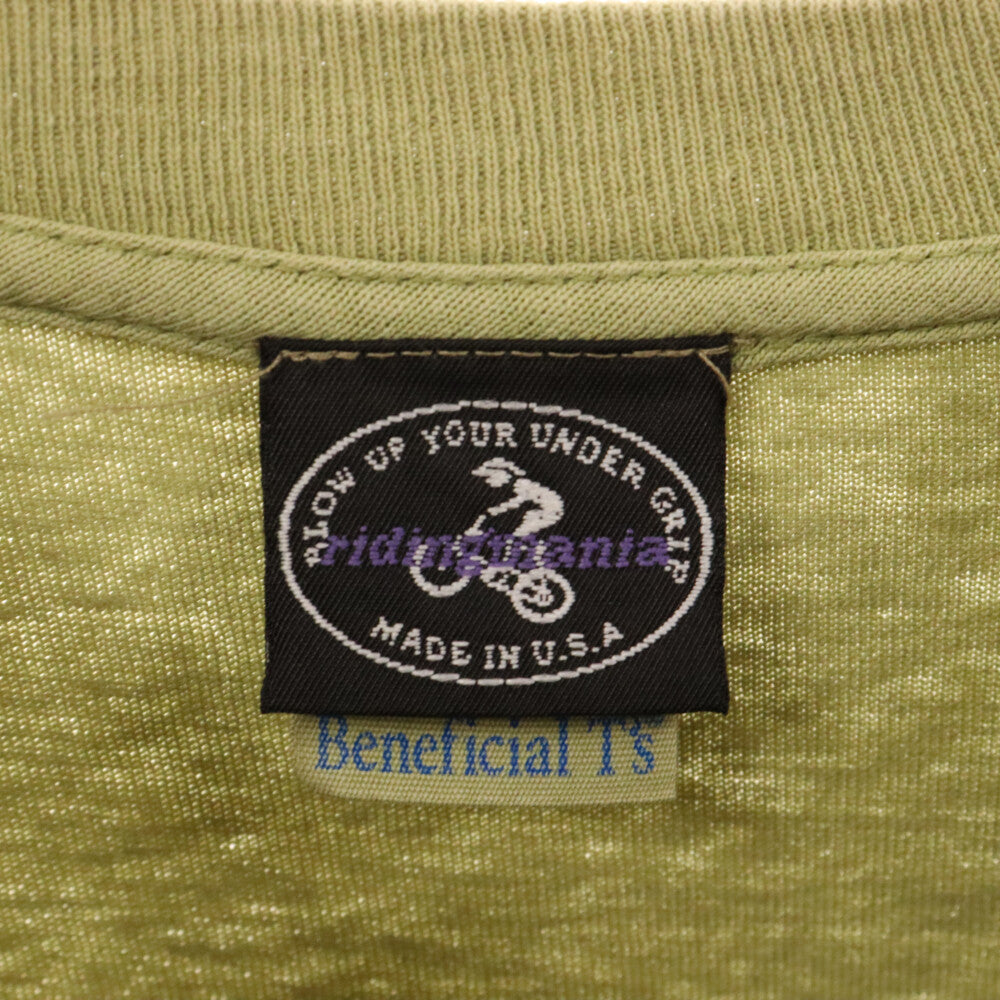 BLOW UP YOUR UNDER GRIP
ridingmania
MADE IN U.S.A
Beneficial T's